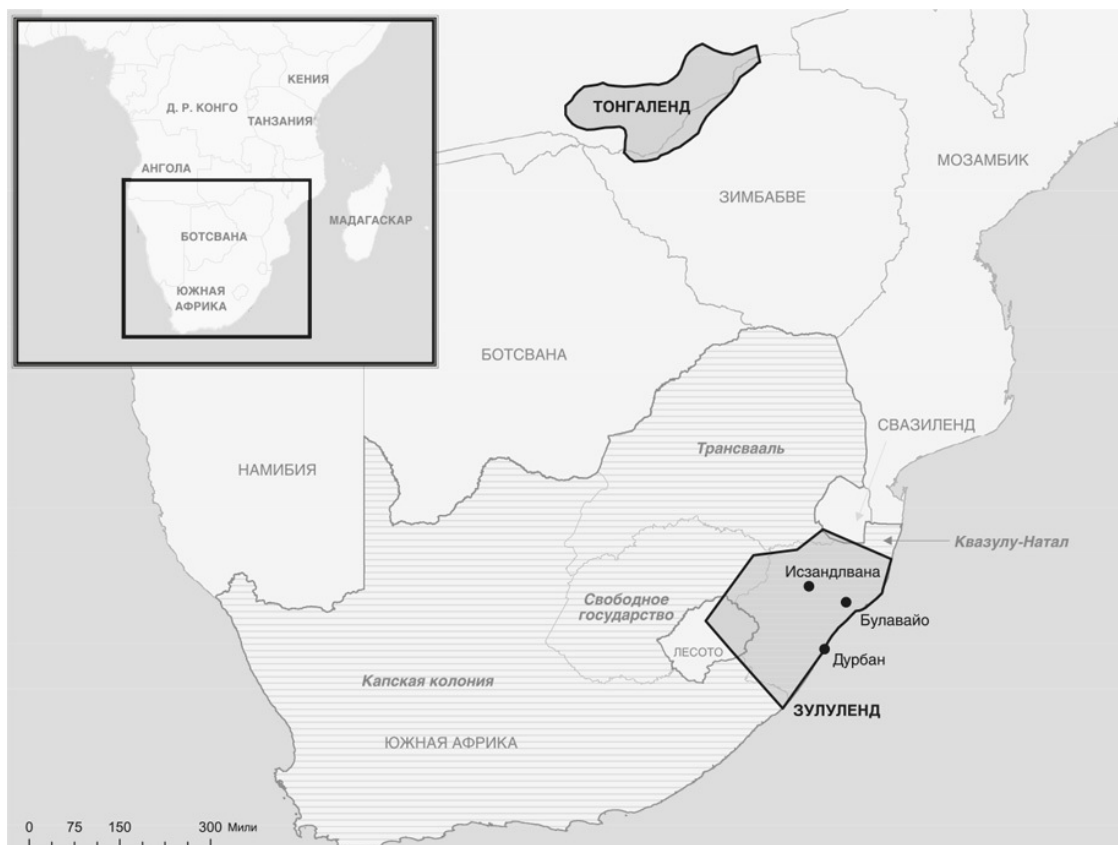 КЕНИЯ
Д. Р. КОНГО
ТАНЗАНИЯ
АНГОЛА
МАДАГАСКАР
БОТСВАНА
ЮЖНАЯ
АФРИКА
ТОНГАЛЕНД
МОЗАМБИК
ЗИМБАБВЕ
БОТСВАНА
СВАЗИЛЕНД
Трансвааль
НАМИБИЯ
Квазулу-Натал
Исзандлвана
Свободное
государство
Булавайо
ЛЕСОТО
Дурбан
Капская колония
ЗУЛУЛЕНД
ЮЖНАЯ АФРИКА
0 75 150 300 Мили